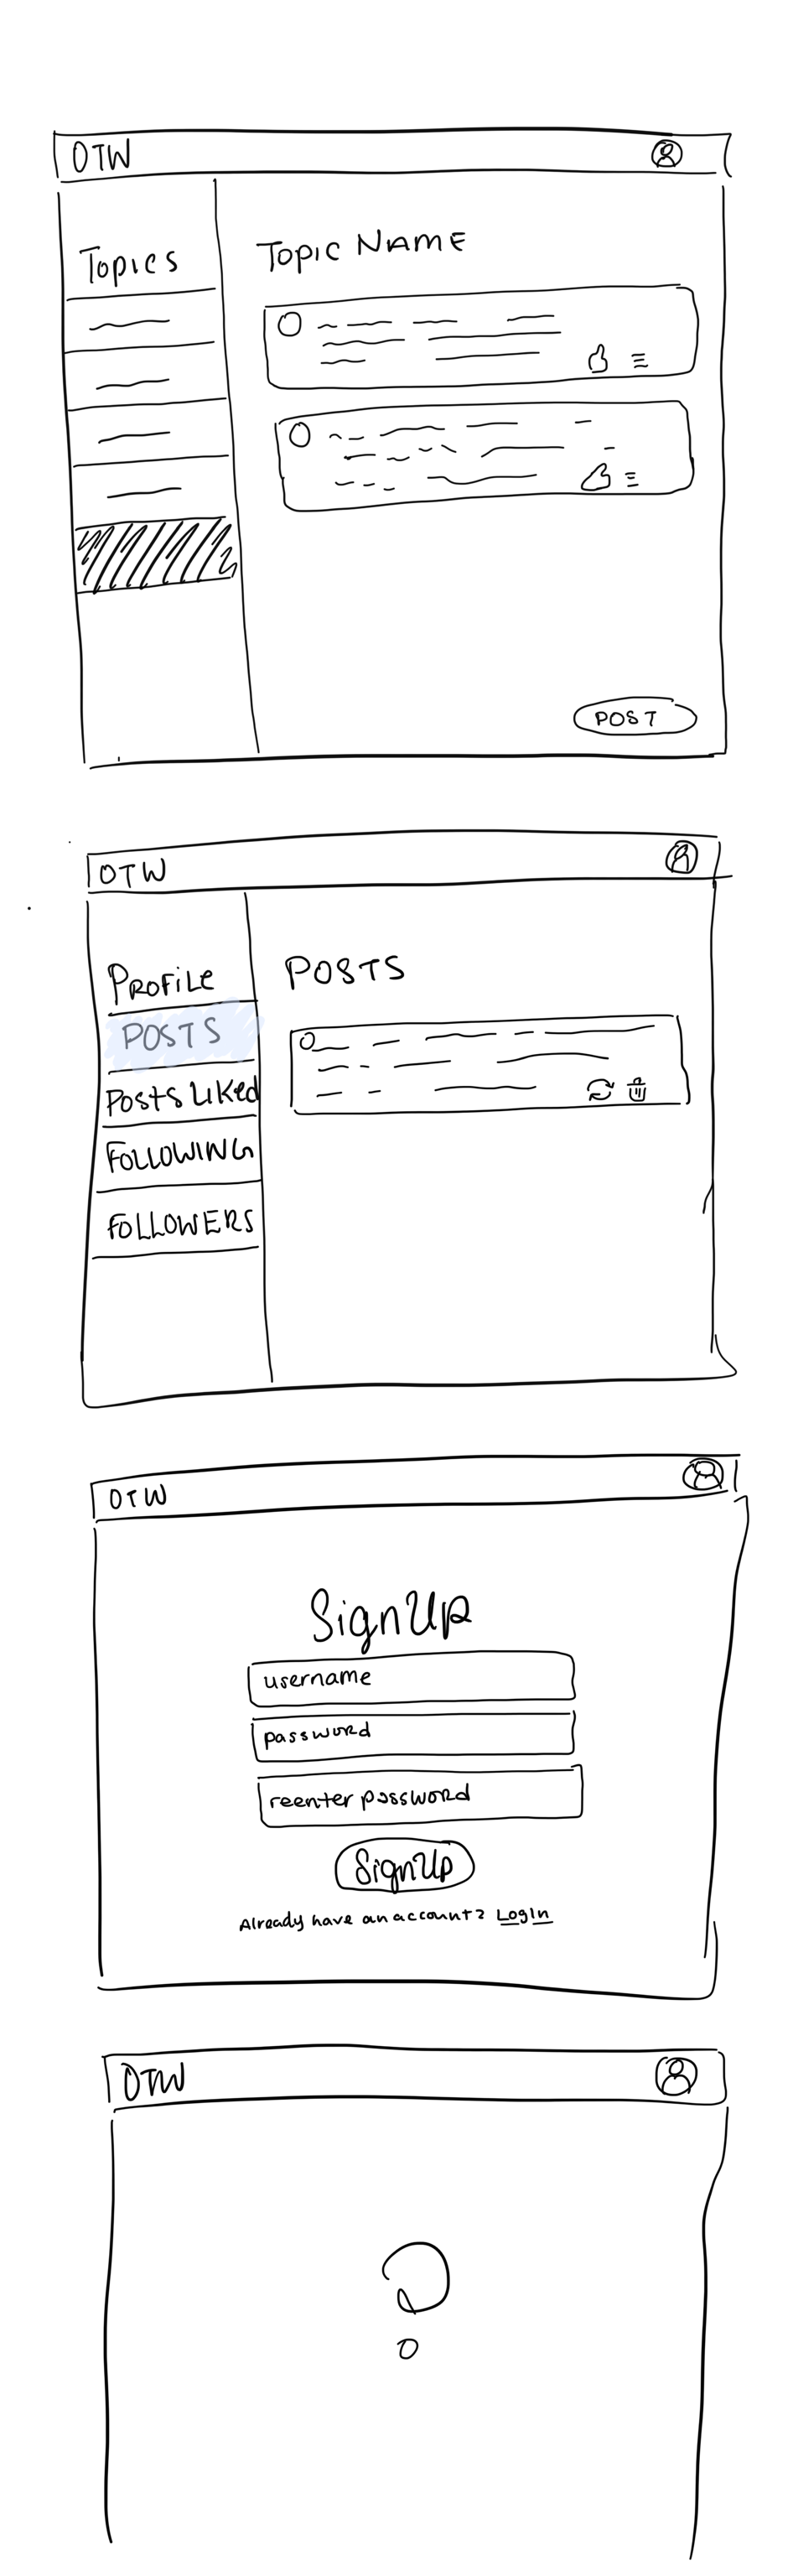 OTW
Topics
Topic NAME
POST
OTW
PROFILE
POSTS
POSTS
Posts Liked
FOLLOWING
FOLLOWERS
OTW
SignUp
username
password
reenter password
SignUp
Already have an account? LogIn
OTW
?